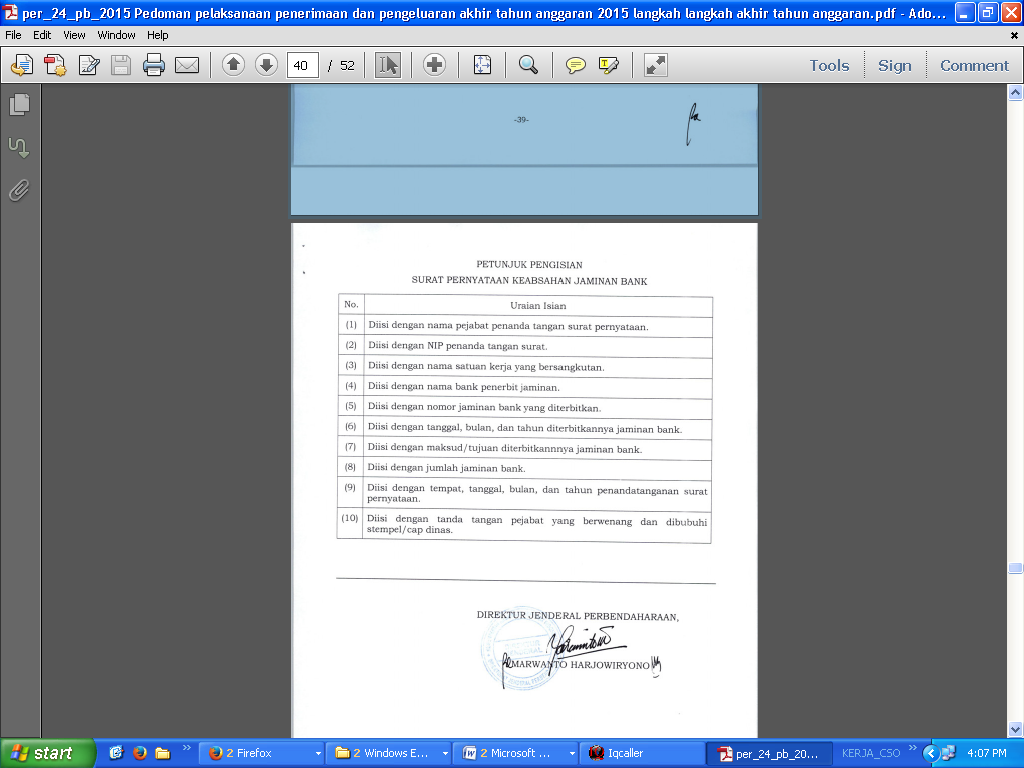 per_24_pb_2015 Pedoman pelaksanaan penerimaan dan pengeluaran akhir tahun anggaran 2015 langkah langkah akhir tahun anggaran.pdf - Ado...
File Edit View Window Help
40 / 52
Tools Sign Comment
-39-
PETUNJUK PENGISIAN
SURAT PERNYATAAN KEABSAHAN JAMINAN BANK
No. Uraian Isian
(1) Diisi dengan nama pejabat penanda tangan surat pernyataan.
(2) Diisi dengan NIP penanda tangan surat.
(3) Diisi dengan nama satuan kerja yang bersangkutan.
(4) Diisi dengan nama bank penerbit jaminan.
(5) Diisi dengan nomor jaminan bank yang diterbitkan.
(6) Diisi dengan tanggal, bulan, dan tahun diterbitkannya jaminan bank.
(7) Diisi dengan maksud/tujuan diterbitkannnya jaminan bank.
(8) Diisi dengan jumlah jaminan bank.
(9) Diisi dengan tempat, tanggal, bulan, dan tahun penandatanganan surat
pernyataan.
(10) Diisi dengan tanda tangan pejabat yang berwenang dan dibubuhi
stempel/cap dinas.
DIREKTUR JENDERAL PERBENDAHARAAN,
MARWANTO HARJOWIRYONO
start 2 Firefox 2 Windows E... 2 Microsoft ... Igcaller per_24_pb_20... KERJA_CSO 4:07 PM